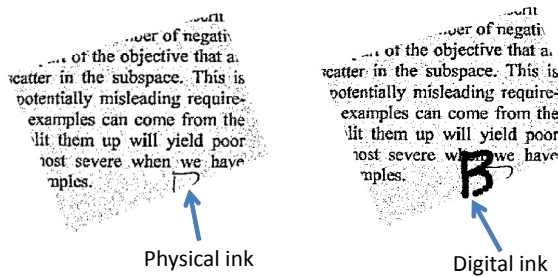 ber of negativ
of the objective that a
scatter in the subspace. This is
potentially misleading require-
examples can come from the
lit them up will yield poor
most severe when we have
mples.
Physical ink
ber of negativ
of the objective that a
scatter in the subspace. This is
potentially misleading require-
examples can come from the
lit them up will yield poor
most severe when we have
mples.
B
Digital ink